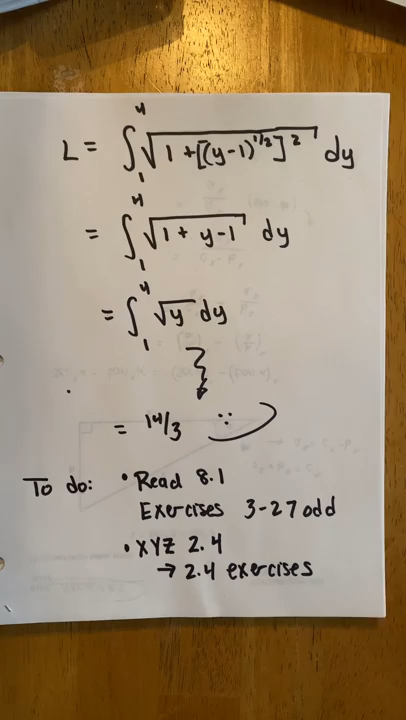 L = ∫₁⁴ √(1 + [(y-1)^1/2]²) dy
= ∫₁⁴ √(1 + y-1) dy
= ∫₁⁴ √y dy
= 14/3
To do: • Read 8.1
Exercises 3-27 odd
• XYZ 2.4
→ 2.4 exercises